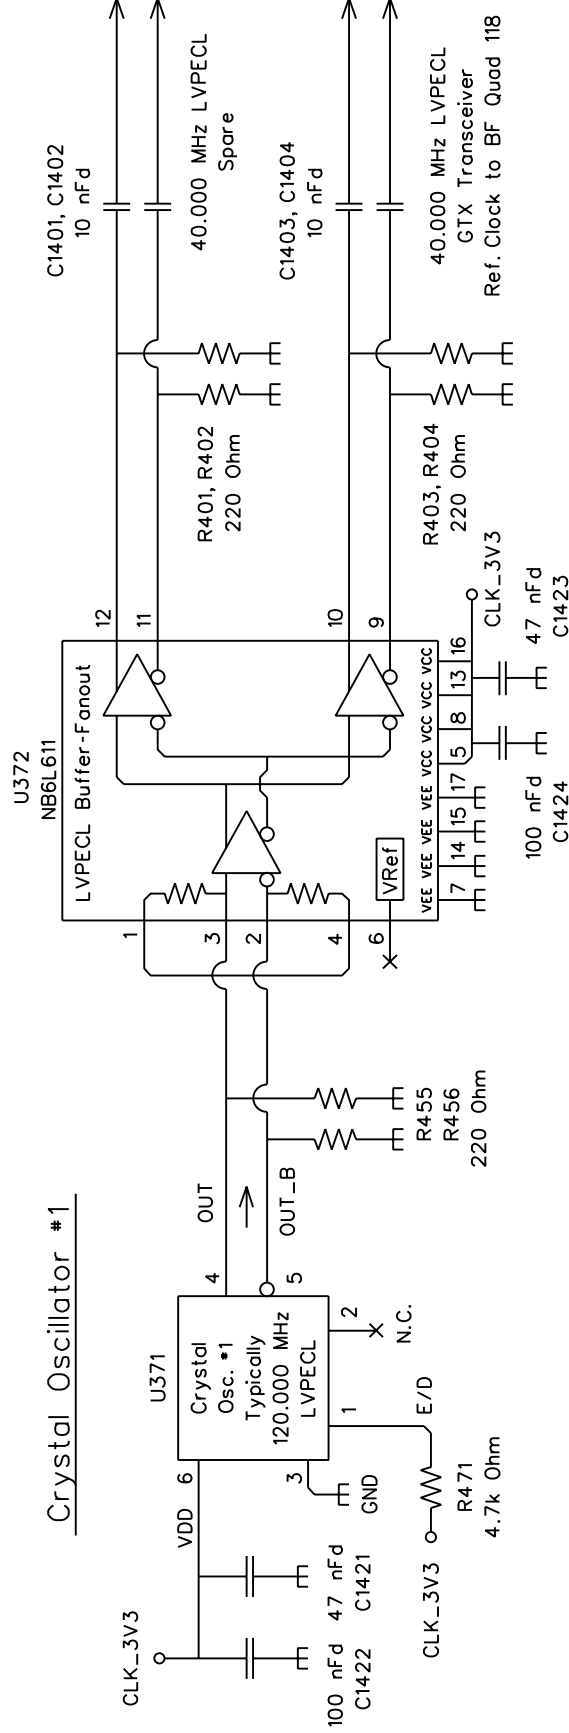 Crystal Oscillator #1
CLK_3V3
100 nFd
C1422
47 nFd
C1421
VDD
6
3
GND
CLK_3V3
R471
4.7k Ohm
E/D
1
2
N.C.
U371
Crystal
Osc. #1
Typically
120.000 MHz
LVPECL
4
5
OUT
OUT_B
R455
R456
220 Ohm
U372
NB6L611
LVPECL Buffer-Fanout
1
3
2
4
6
VRef
VEE VEE VEE VEE VCC VCC VCC VCC
7 14 15 17 5 8 13 16
100 nFd
C1424
47 nFd
C1423
CLK_3V3
12
11
10
9
R401, R402
220 Ohm
R403, R404
220 Ohm
C1401, C1402
10 nFd
40.000 MHz LVPECL
Spare
C1403, C1404
10 nFd
40.000 MHz LVPECL
GTX Transceiver
Ref. Clock to BF Quad 118